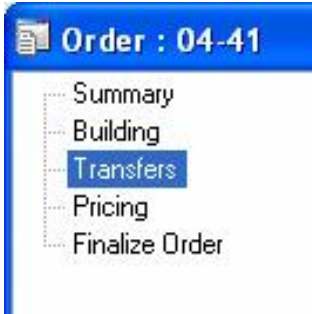 Order : 04-41
Summary
Building
Transfers
Pricing
Finalize Order